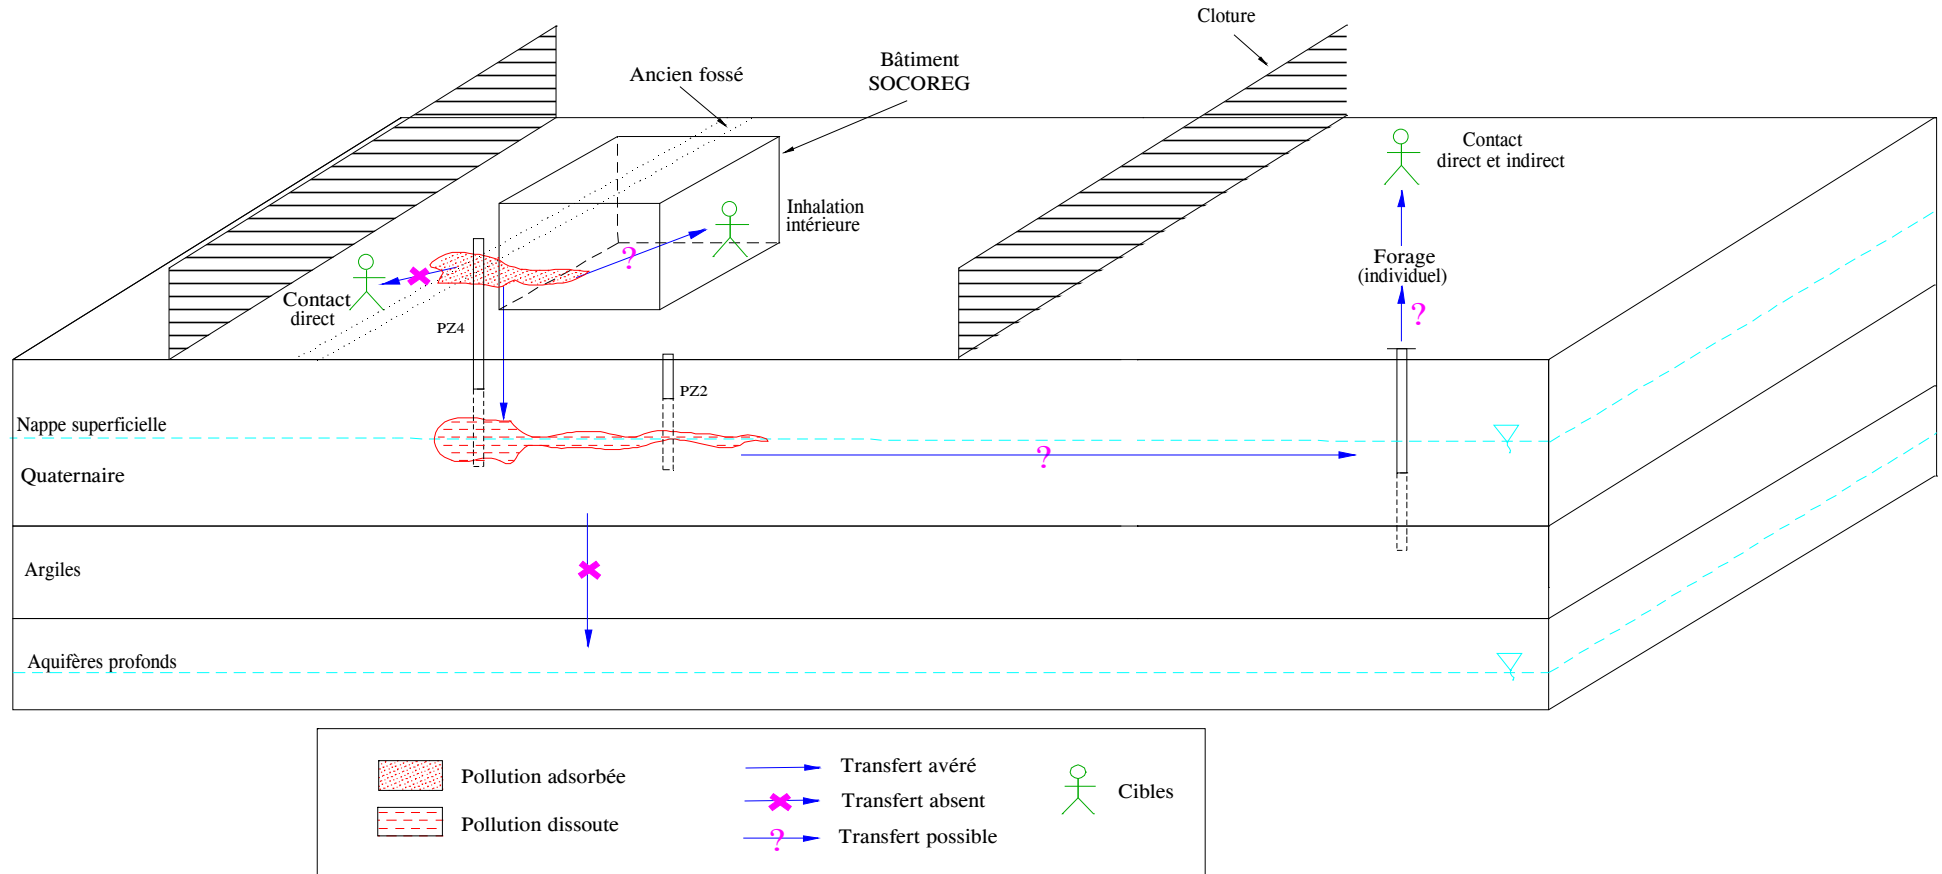 Cloture
Bâtiment
SOCOREG
Ancien fossé
Contact
direct et indirect
Inhalation
intérieure
?
Forage
(individuel)
?
Contact
direct
PZ4
PZ2
Nappe superficielle
?
Quaternaire
Argiles
Aquifères profonds
Pollution adsorbée
Pollution dissoute
Transfert avéré
Transfert absent
? Transfert possible
Cibles